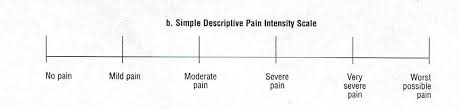 b. Simple Descriptive Pain Intensity Scale
No pain
Mild pain
Moderate
pain
Severe
pain
Very
severe
pain
Worst
possible
pain